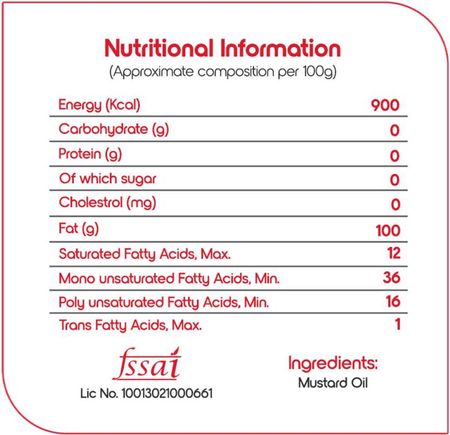 Nutritional Information
(Approximate composition per 100g)
Energy (Kcal) 900
Carbohydrate (g) 0
Protein (g) 0
Of which sugar 0
Cholestrol (mg) 0
Fat (g) 100
Saturated Fatty Acids, Max. 12
Mono unsaturated Fatty Acids, Min. 36
Poly unsaturated Fatty Acids, Min. 16
Trans Fatty Acids, Max. 1
fssai
Lic No. 10013021000661
Ingredients:
Mustard Oil